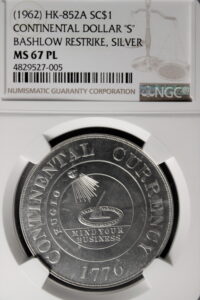 (1962) HK-852A SC$1
CONTINENTAL DOLLAR "S"
BASHLOW RESTRIKE, SILVER
MS 67 PL
4829527-005
NUMISMATIC GUARANTY CORPORATION
NGC
CONTINENTAL CURRENCY
FUGIO
MIND YOUR
BUSINESS
1776